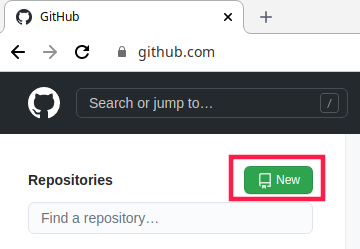 GitHub
github.com
Search or jump to…
/
Repositories
New
Find a repository…